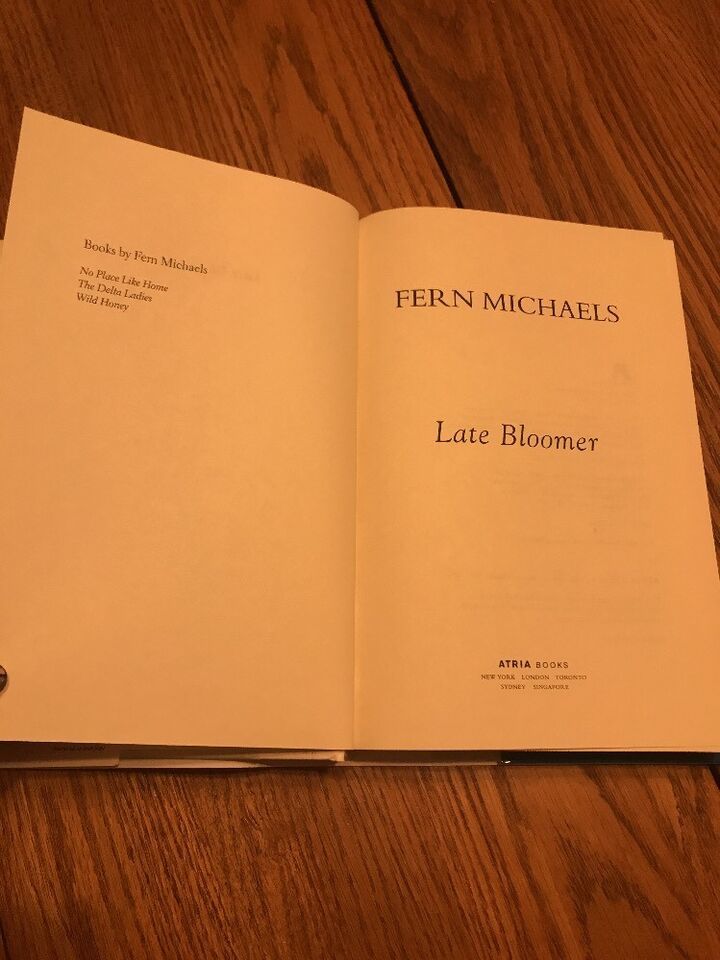 Books by Fern Michaels
No Place Like Home
The Delta Ladies
Wild Honey
FERN MICHAELS
Late Bloomer
ATRIA BOOKS
NEW YORK LONDON TORONTO
SYDNEY SINGAPORE